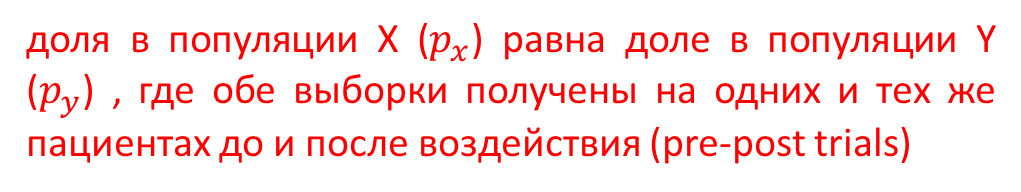 доля в популяции X (pₓ) равна доле в популяции Y
(p_y) , где обе выборки получены на одних и тех же
пациентах до и после воздействия (pre-post trials)